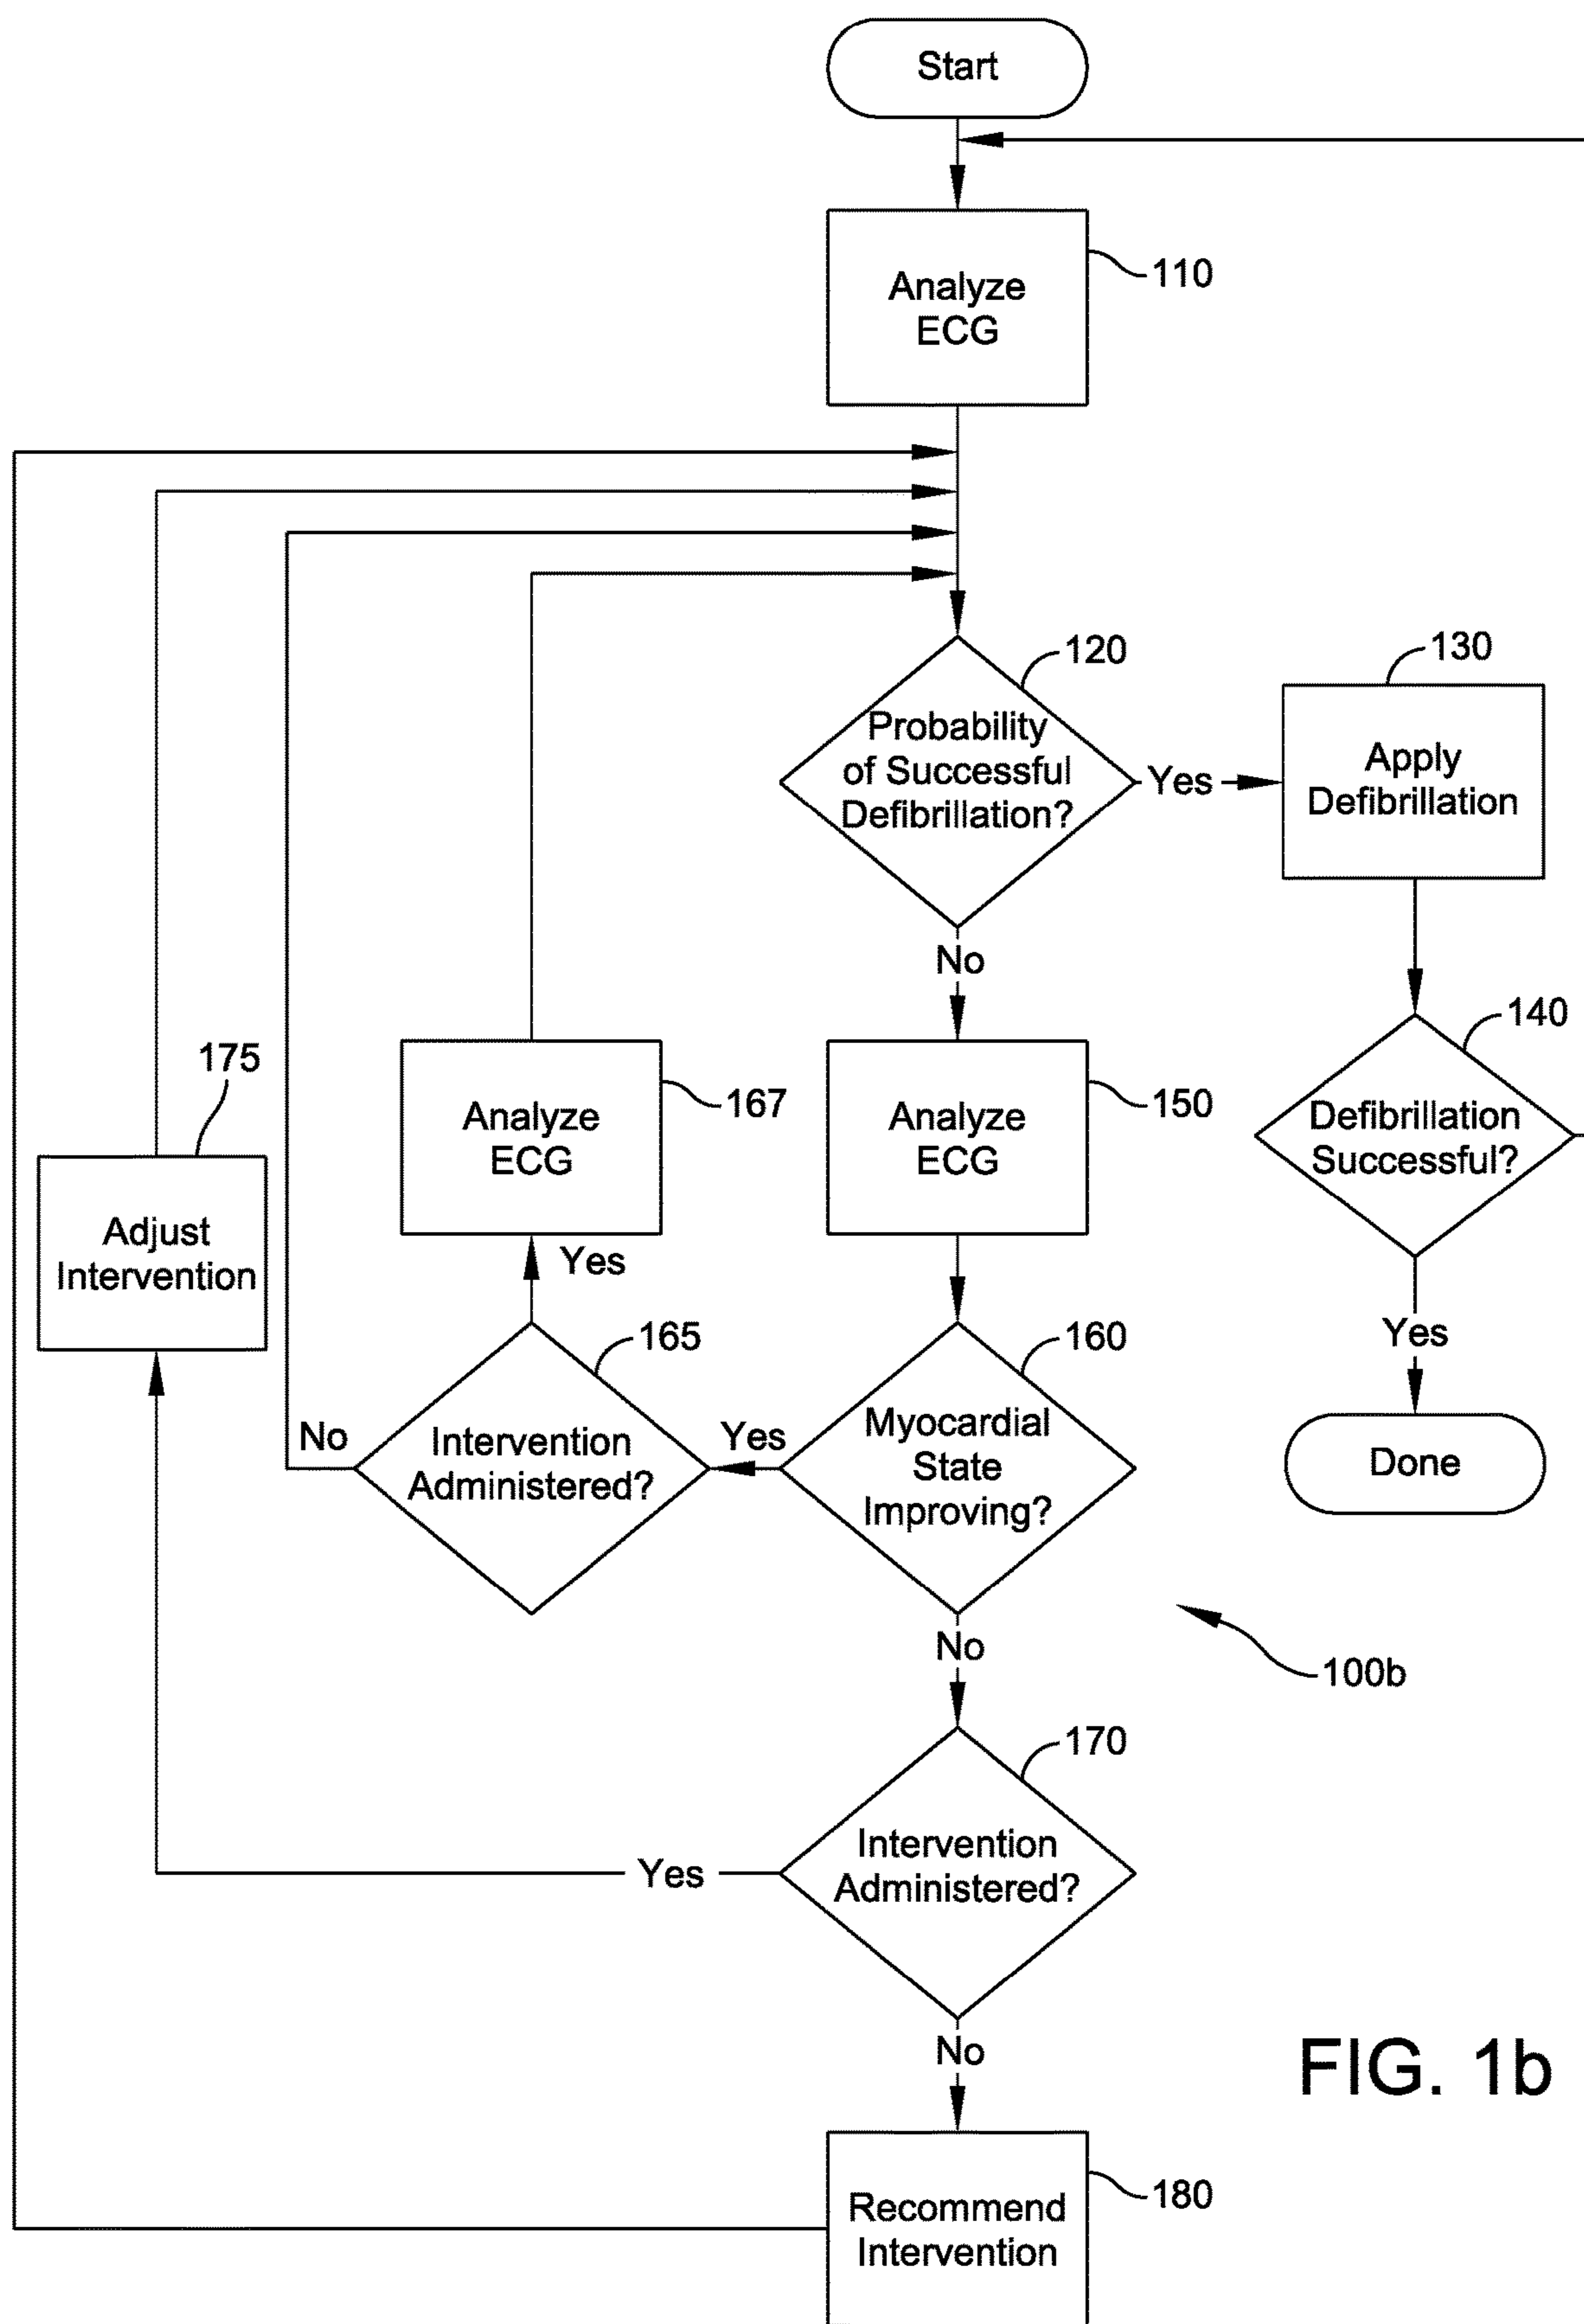 Start
Analyze
ECG
110
120
Probability
of Successful
Defibrillation?
Yes
130
Apply
Defibrillation
No
140
Defibrillation
Successful?
175
Analyze
ECG
167
Analyze
ECG
150
Adjust
Intervention
Yes
165
160
Yes
No
Intervention
Administered?
Yes
Myocardial
State
Improving?
Done
No
100b
170
Intervention
Administered?
Yes
No
FIG. 1b
180
Recommend
Intervention